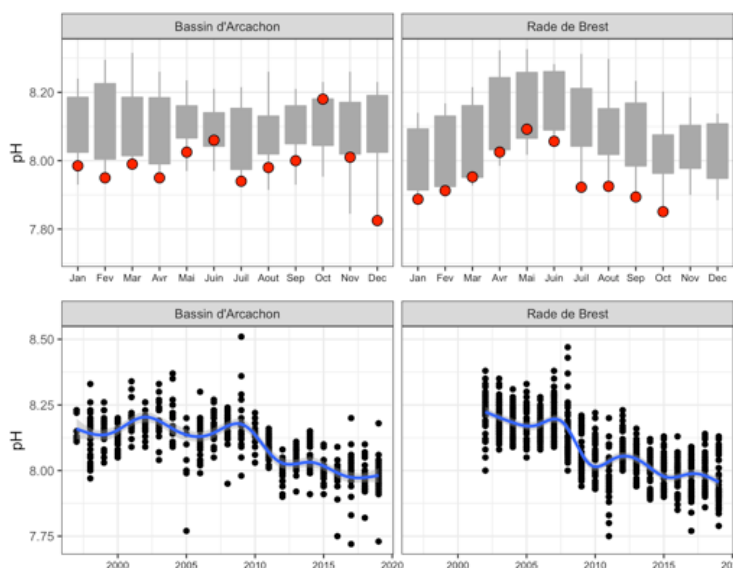 Bassin d'Arcachon
Rade de Brest
pH
8.20
8.00
7.80
Jan Fev Mar Avr Mai Juin Juil Aout Sep Oct Nov Dec
Jan Fev Mar Avr Mai Juin Juil Aout Sep Oct Nov Dec
Bassin d'Arcachon
Rade de Brest
pH
8.50
8.25
8.00
7.75
2000 2005 2010 2015 2020
2000 2005 2010 2015